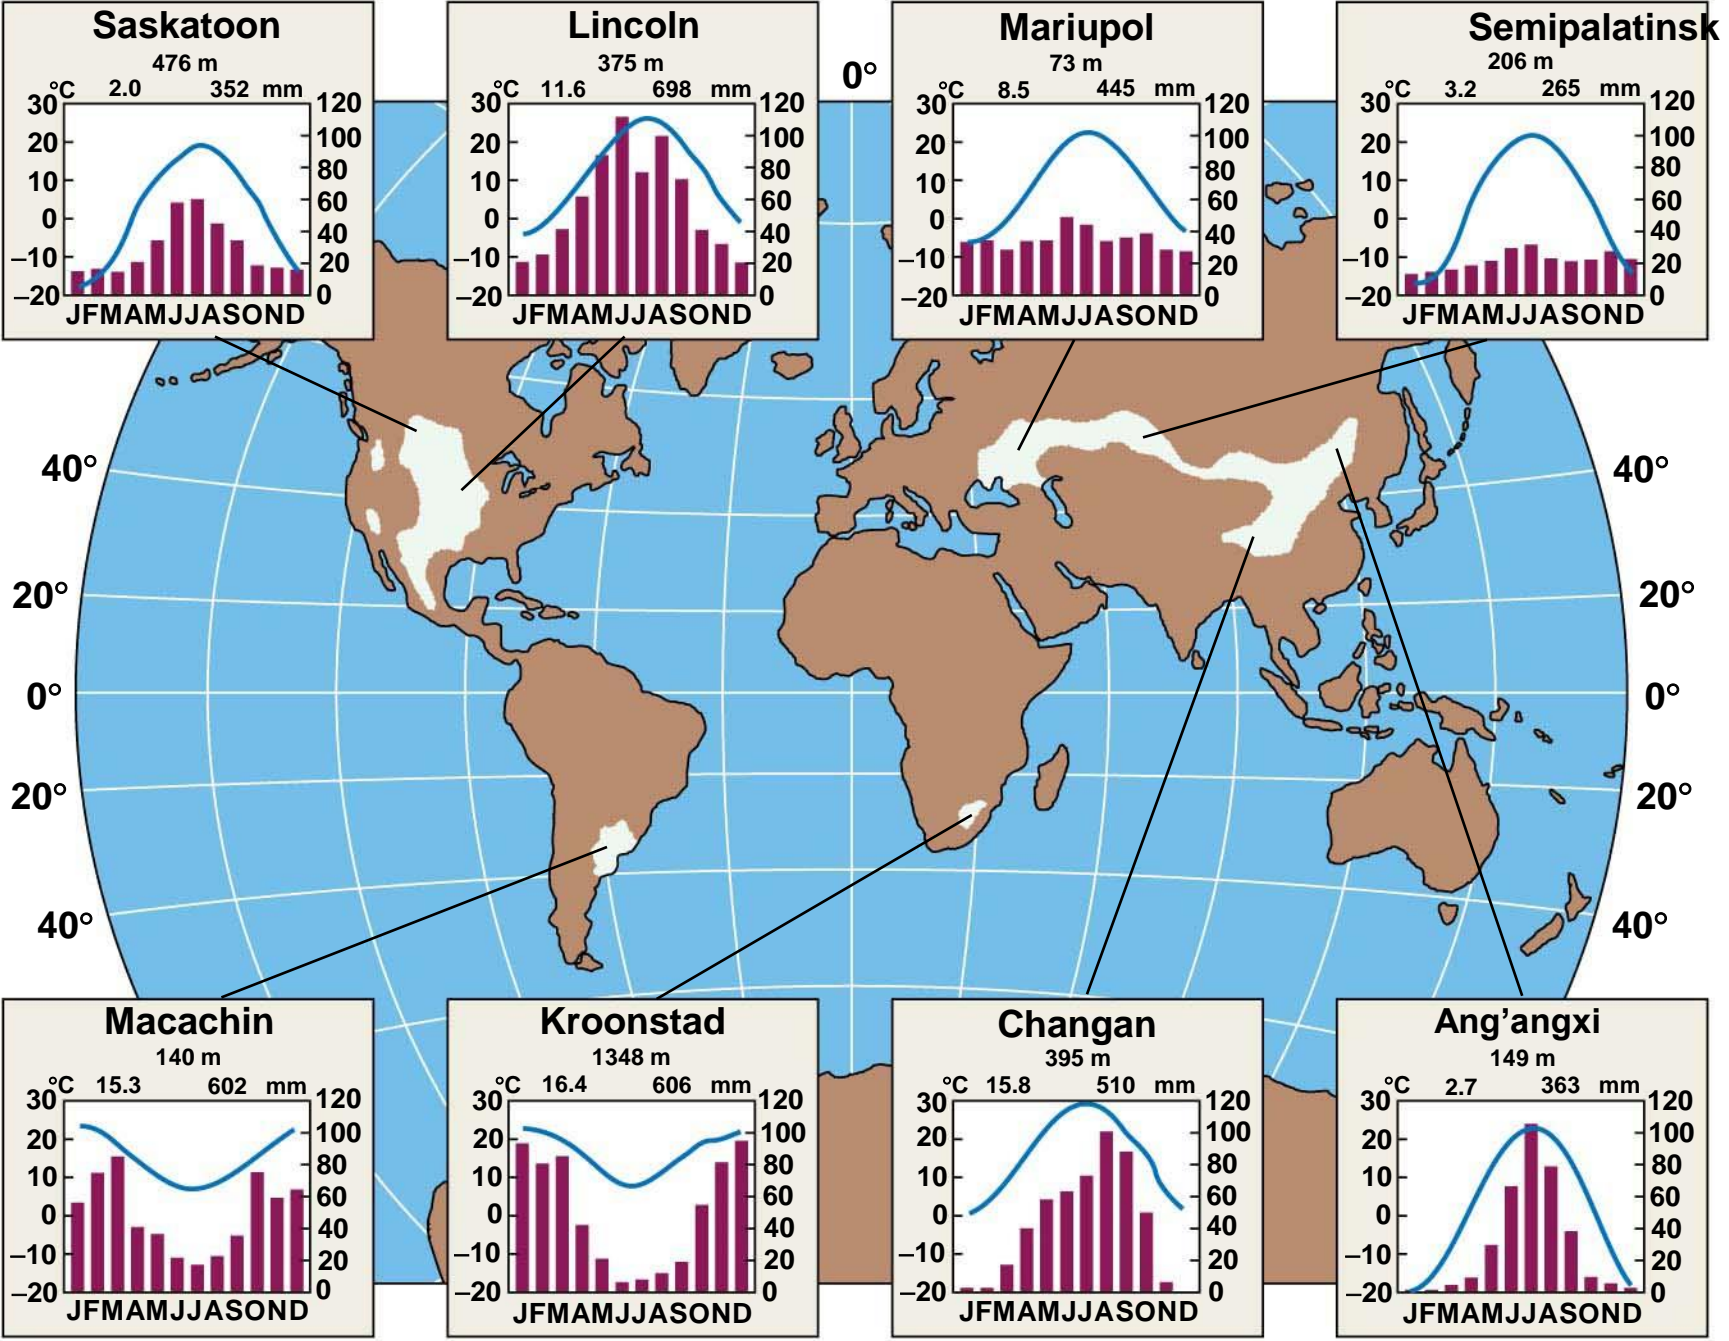 Saskatoon
476 m
°C 2.0 352 mm
30 120
20 100
80
10 60
0 40
–10 20
–20 0
JFMAMJJASOND
Lincoln
375 m
°C 11.6 698 mm
30 120
20 100
80
10 60
0 40
–10 20
–20 0
JFMAMJJASOND
0°
Mariupol
73 m
°C 8.5 445 mm
30 120
20 100
80
10 60
0 40
–10 20
–20 0
JFMAMJJASOND
Semipalatinsk
206 m
°C 3.2 265 mm
30 120
20 100
80
10 60
0 40
–10 20
–20 0
JFMAMJJASOND
40° 40°
20° 20°
0° 0°
20° 20°
40° 40°
Macachin
140 m
°C 15.3 602 mm
30 120
20 100
80
10 60
0 40
–10 20
–20 0
JFMAMJJASOND
Kroonstad
1348 m
°C 16.4 606 mm
30 120
20 100
80
10 60
0 40
–10 20
–20 0
JFMAMJJASOND
Changan
395 m
°C 15.8 510 mm
30 120
20 100
80
10 60
0 40
–10 20
–20 0
JFMAMJJASOND
Ang’angxi
149 m
°C 2.7 363 mm
30 120
20 100
80
10 60
0 40
–10 20
–20 0
JFMAMJJASOND